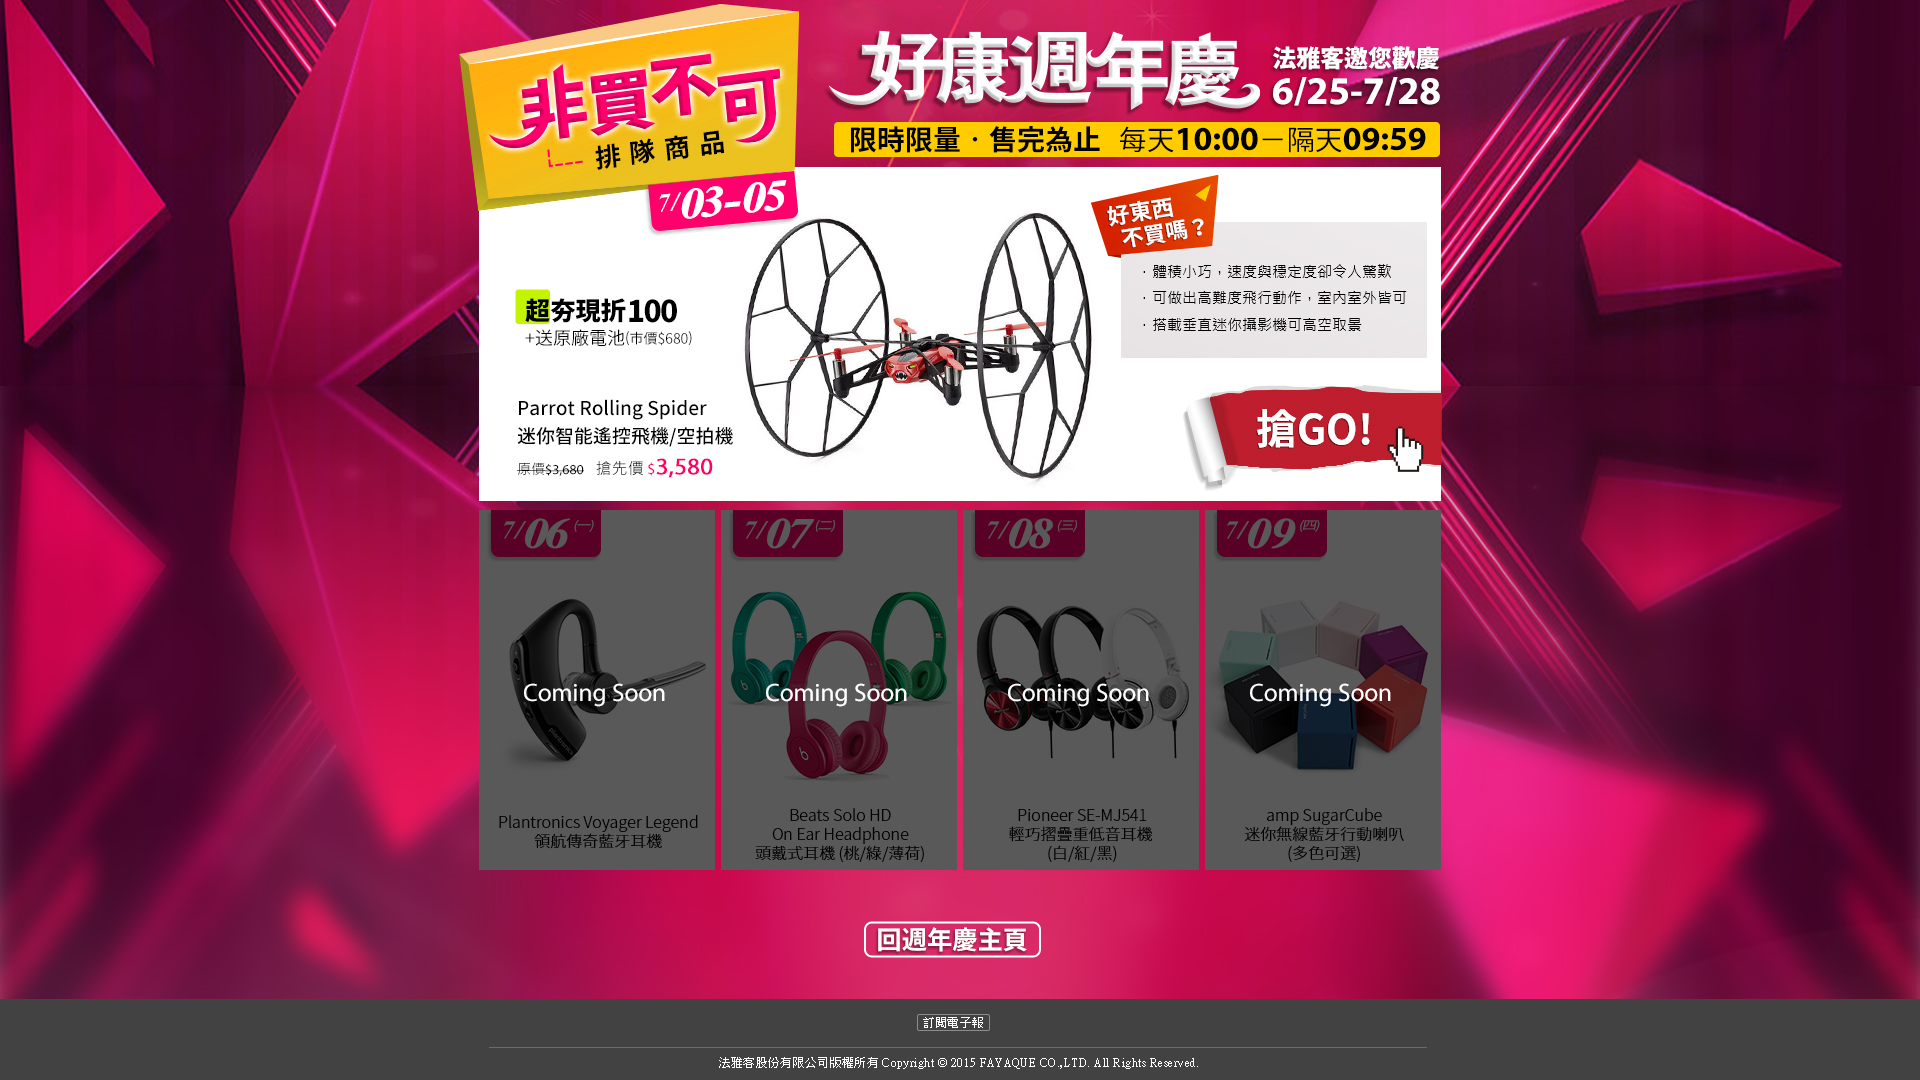 非買不可
排隊商品
好康週年慶
法雅客邀您歡慶
6/25-7/28
限時限量．售完為止 每天10:00－隔天09:59
7/03-05
好東西
不買嗎？
．體積小巧，速度與穩定度卻令人驚歎
．可做出高難度飛行動作，室內室外皆可
．搭載垂直迷你攝影機可高空取景
超夯現折100
+送原廠電池(市價$680)
Parrot Rolling Spider
迷你智能遙控飛機/空拍機
原價$3,680 搶先價 $3,580
搶GO!
7/06 (一)
Coming Soon
Plantronics Voyager Legend
領航傳奇藍牙耳機
7/07 (二)
Coming Soon
Beats Solo HD
On Ear Headphone
頭戴式耳機 (桃/綠/薄荷)
7/08 (三)
Coming Soon
Pioneer SE-MJ541
輕巧摺疊重低音耳機
(白/紅/黑)
7/09 (四)
Coming Soon
amp SugarCube
迷你無線藍牙行動喇叭
(多色可選)
回週年慶主頁
訂閱電子報
法雅客股份有限公司版權所有 Copyright © 2015 FAYAQUE CO.,LTD. All Rights Reserved.